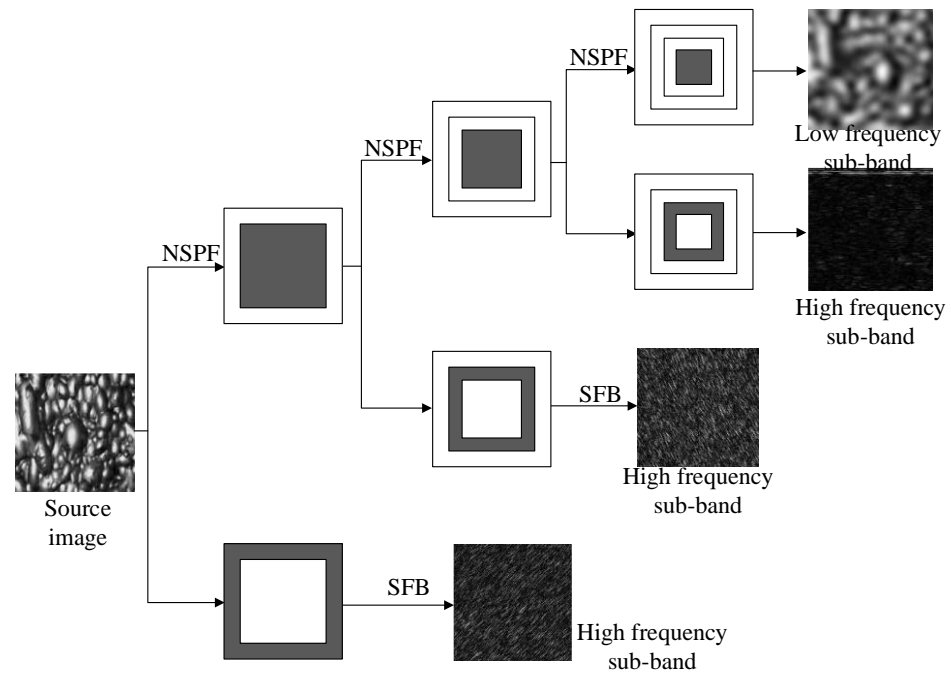 NSPF
Low frequency
sub-band
NSPF
NSPF
High frequency
sub-band
SFB
High frequency
sub-band
Source
image
SFB
High frequency
sub-band